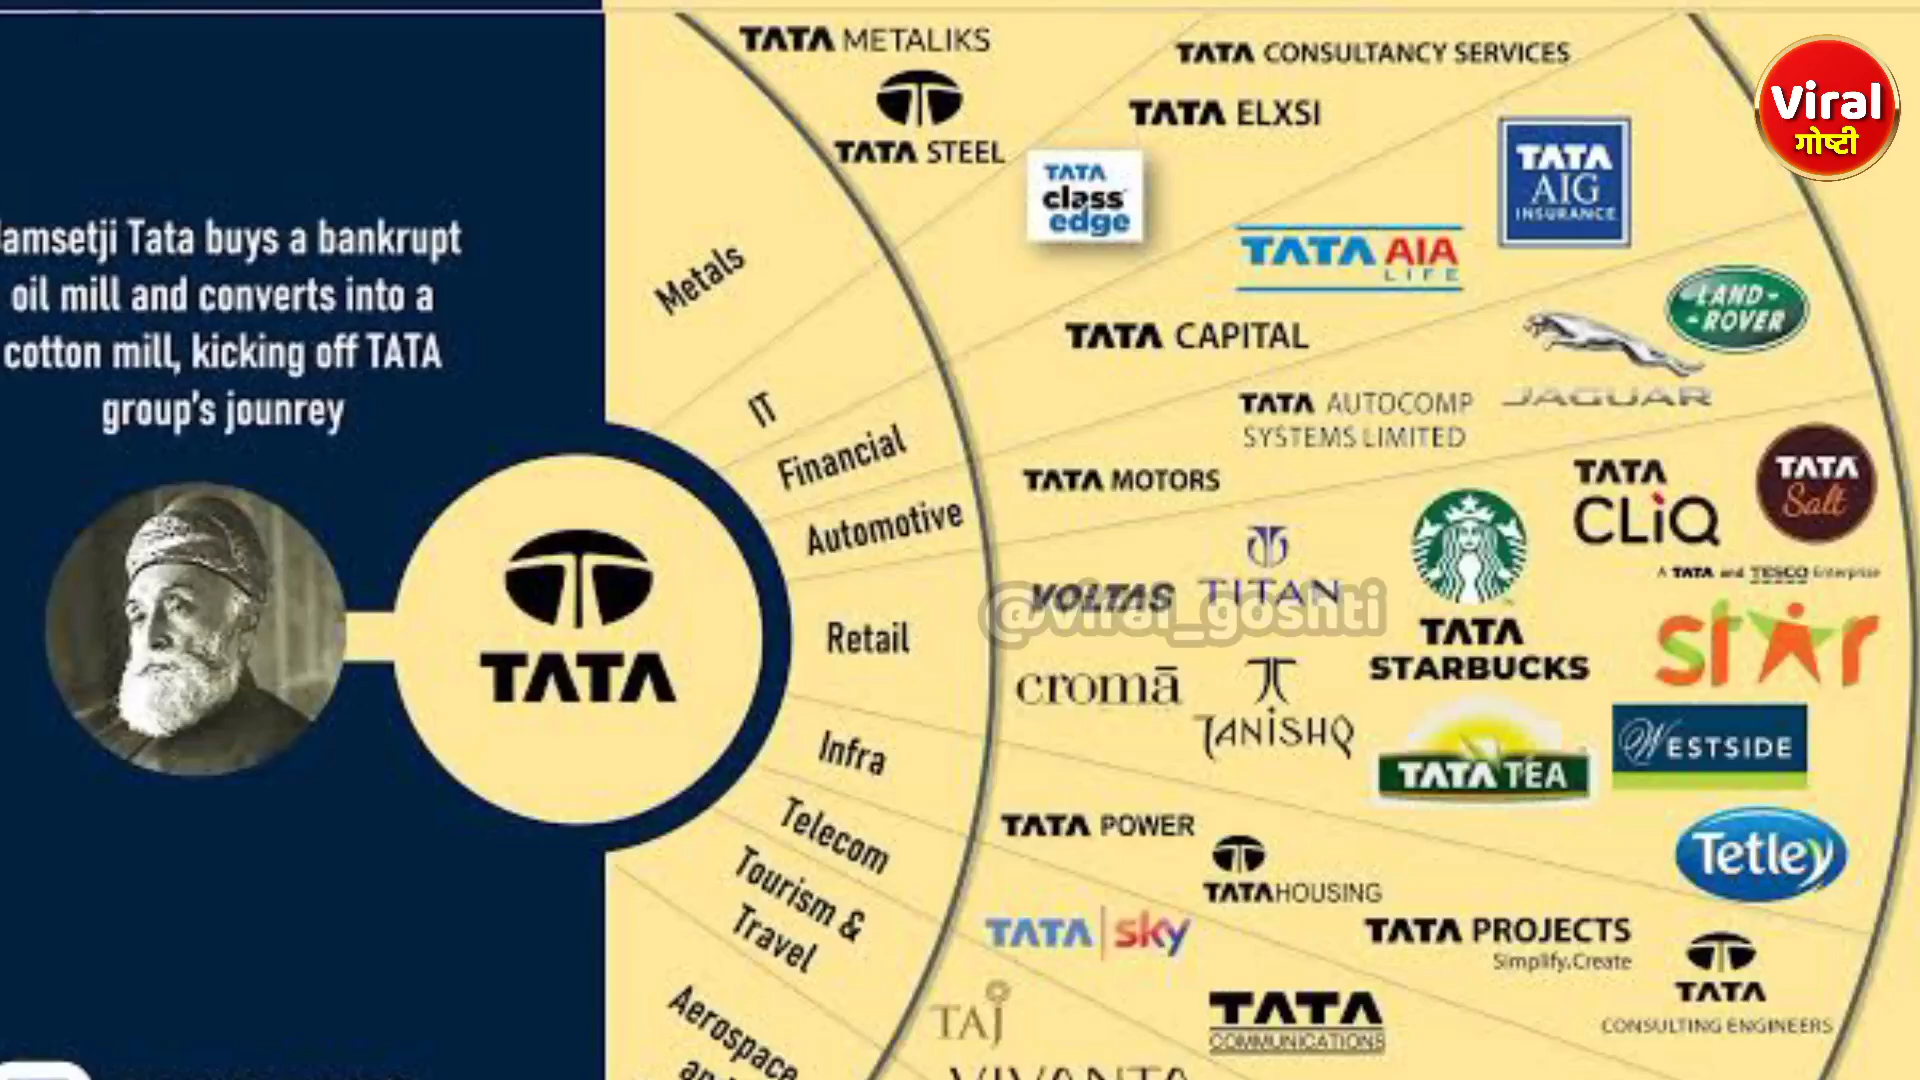 TATA METALIKS
TATA STEEL
TATA CONSULTANCY SERVICES
TATA ELXSI
TATA
class
edge
TATA
AIG
INSURANCE
Viral
गोष्टी
TATA AIA
LIFE
amsetji Tata buys a bankrupt
oil mill and converts into a
cotton mill, kicking off TATA
group's jounrey
TATA
Metals
IT
Financial
Automotive
Retail
Infra
Telecom
Tourism &
Travel
Aerospace
TATA CAPITAL
LAND-
-ROVER
JAGUAR
TATA AUTOCOMP
SYSTEMS LIMITED
TATA MOTORS
TATA
CLiQ
TATA
Salt
VOLTAS
TITAN
@viral_goshti
TATA
STARBUCKS
A TATA and TESCO Enterprise
star
cromā
TANISHQ
TATA TEA
WESTSIDE
Tetley
TATA POWER
TATA HOUSING
TATA PROJECTS
Simplify.Create
TATA
CONSULTING ENGINEERS
TATA sky
TAJ
TATA
COMMUNICATIONS
VIVANTA